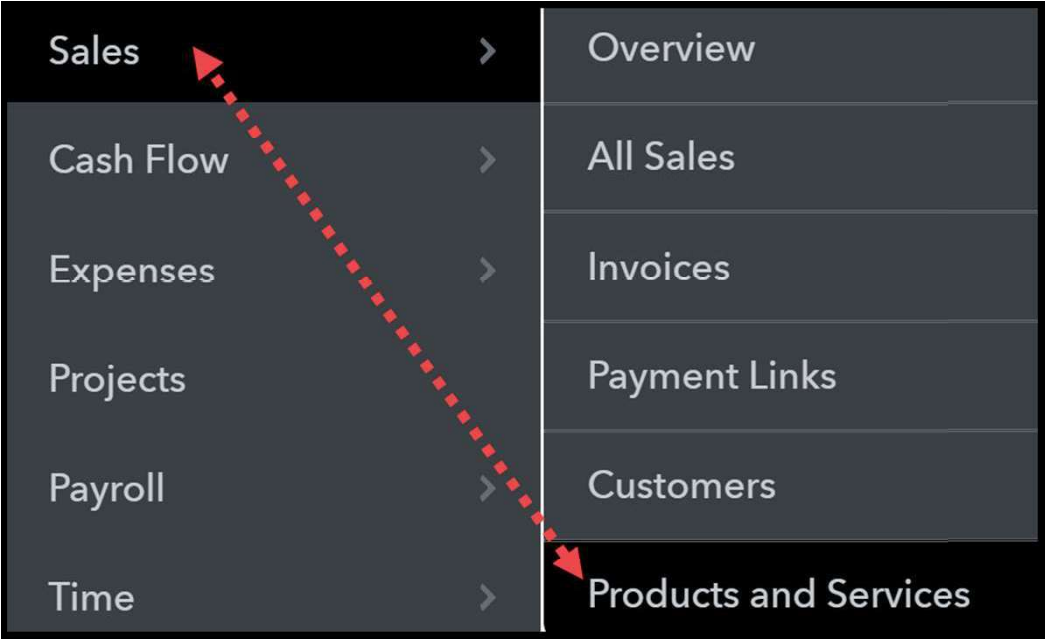 Sales
Cash Flow
Expenses
Projects
Payroll
Time
Overview
All Sales
Invoices
Payment Links
Customers
Products and Services